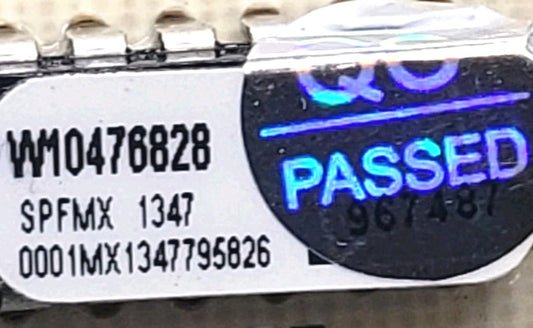 W10476828
SPFMX 1347
0001MX1347795826
QC
PASSED
967487